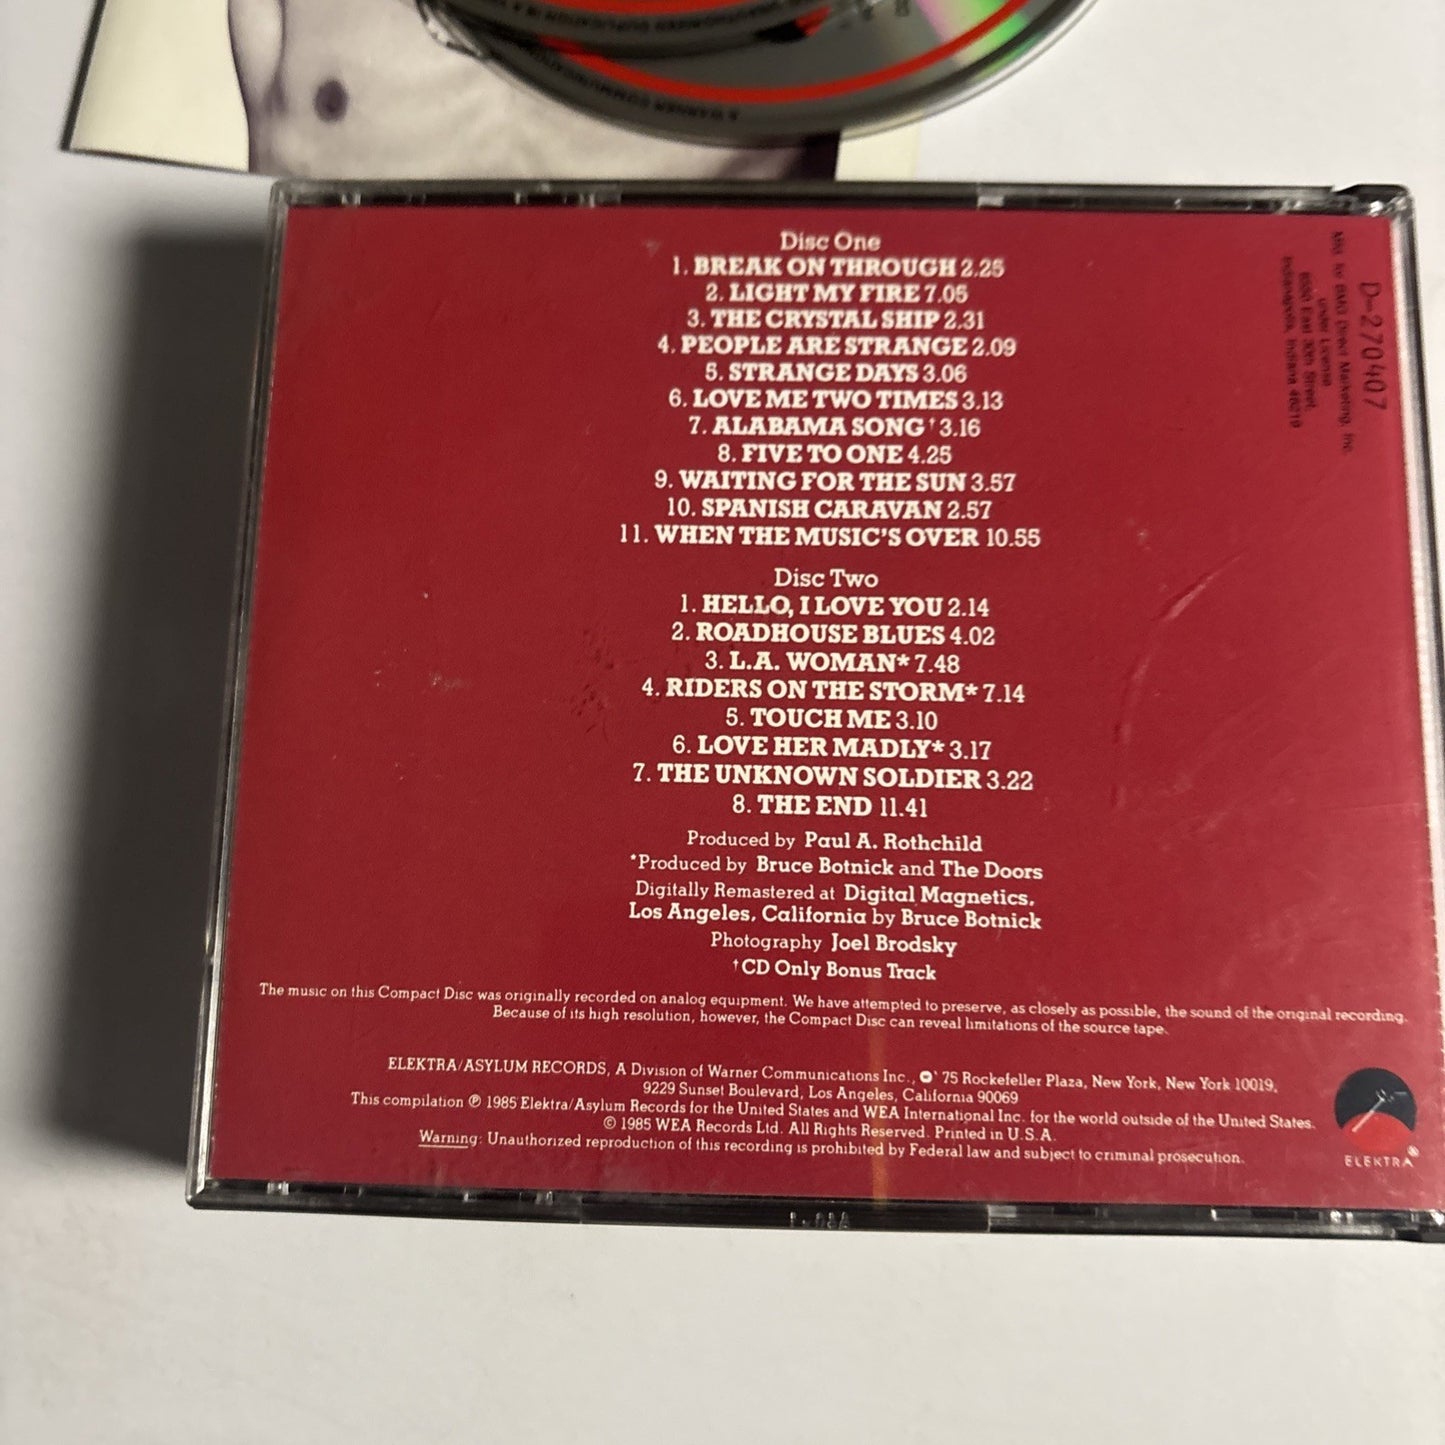 A WARNER COMMUNICATIONS
Disc One
1. BREAK ON THROUGH 2.25
2. LIGHT MY FIRE 7.05
3. THE CRYSTAL SHIP 2.31
4. PEOPLE ARE STRANGE 2.09
5. STRANGE DAYS 3.06
6. LOVE ME TWO TIMES 3.13
7. ALABAMA SONG † 3.16
8. FIVE TO ONE 4.25
9. WAITING FOR THE SUN 3.57
10. SPANISH CARAVAN 2.57
11. WHEN THE MUSIC'S OVER 10.55
Disc Two
1. HELLO, I LOVE YOU 2.14
2. ROADHOUSE BLUES 4.02
3. L.A. WOMAN* 7.48
4. RIDERS ON THE STORM* 7.14
5. TOUCH ME 3.10
6. LOVE HER MADLY* 3.17
7. THE UNKNOWN SOLDIER 3.22
8. THE END 11.41
Produced by Paul A. Rothchild
*Produced by Bruce Botnick and The Doors
Digitally Remastered at Digital Magnetics,
Los Angeles, California by Bruce Botnick
Photography Joel Brodsky
†CD Only Bonus Track
The music on this Compact Disc was originally recorded on analog equipment. We have attempted to preserve, as closely as possible, the sound of the original recording.
Because of its high resolution, however, the Compact Disc can reveal limitations of the source tape.
ELEKTRA/ASYLUM RECORDS, A Division of Warner Communications Inc., 75 Rockefeller Plaza, New York, New York 10019,
9229 Sunset Boulevard, Los Angeles, California 90069
This compilation ℗ 1985 Elektra/Asylum Records for the United States and WEA International Inc. for the world outside of the United States.
© 1985 WEA Records Ltd. All Rights Reserved. Printed in U.S.A.
Warning: Unauthorized reproduction of this recording is prohibited by Federal law and subject to criminal prosecution.
ELEKTRA®
D-270407
Mfg. for BMG Direct Marketing, Inc.
under License
6550 East 30th Street,
Indianapolis, Indiana 46219